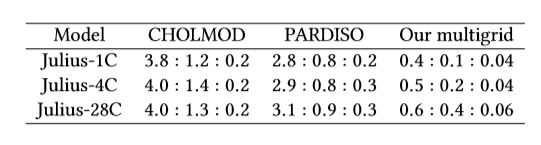 Model CHOLMOD PARDISO Our multigrid
Julius-1C 3.8 : 1.2 : 0.2 2.8 : 0.8 : 0.2 0.4 : 0.1 : 0.04
Julius-4C 4.0 : 1.4 : 0.2 2.9 : 0.8 : 0.3 0.5 : 0.2 : 0.04
Julius-28C 4.0 : 1.3 : 0.2 3.1 : 0.9 : 0.3 0.6 : 0.4 : 0.06